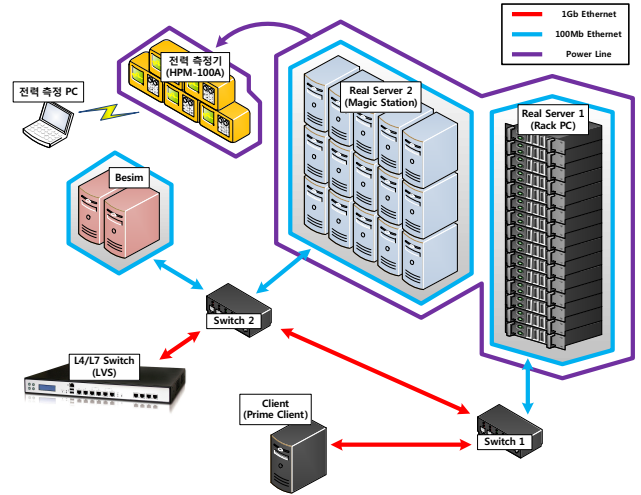 1Gb Ethernet
100Mb Ethernet
Power Line
전력 측정기
(HPM-100A)
전력 측정 PC
Real Server 2
(Magic Station)
Real Server 1
(Rack PC)
Besim
Switch 2
L4/L7 Switch
(LVS)
Client
(Prime Client)
Switch 1